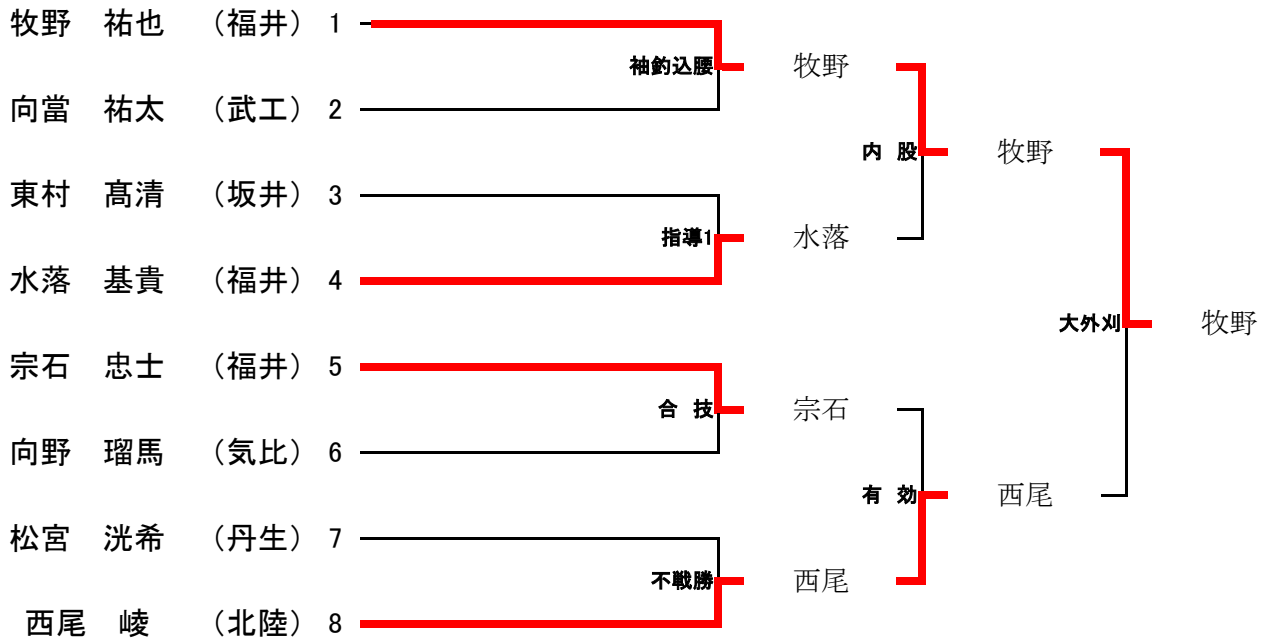 牧野　祐也　（福井） 1
袖釣込腰　牧野
向當　祐太　（武工） 2
内 股　牧野
東村　髙清　（坂井） 3
指導1　水落
水落　基貴　（福井） 4
大外刈　牧野
宗石　忠士　（福井） 5
合 技　宗石
向野　瑠馬　（気比） 6
有 効　西尾
松宮　洸希　（丹生） 7
不戦勝　西尾
西尾　崚　（北陸） 8